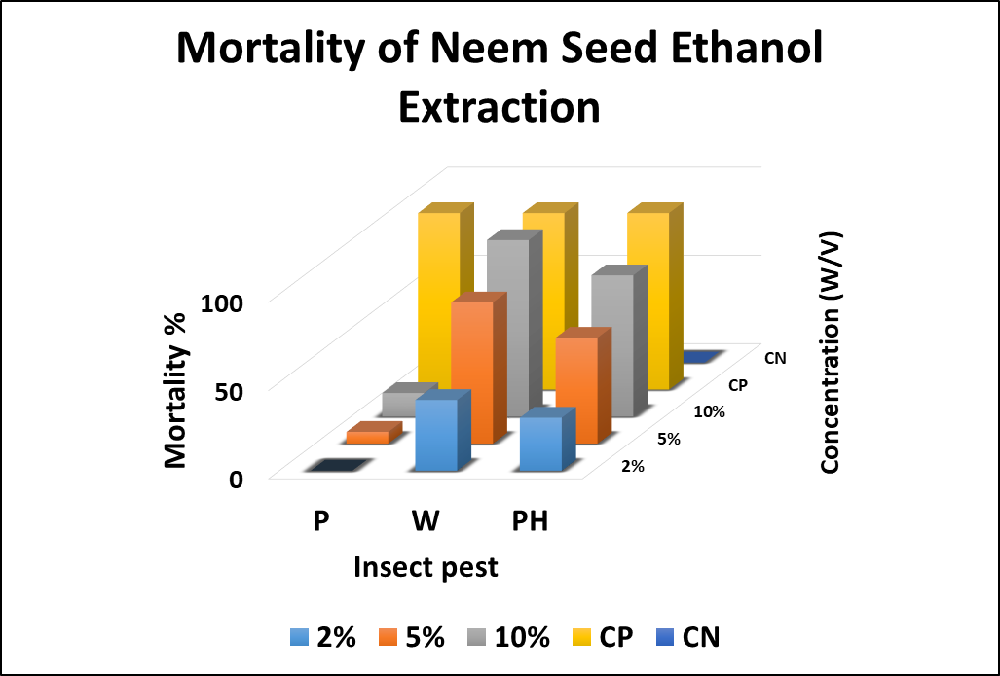 Mortality of Neem Seed Ethanol
Extraction
Mortality %
100
50
0
P W PH
Insect pest
CN
CP
10%
5%
2%
Concentration (W/V)
2% 5% 10% CP CN